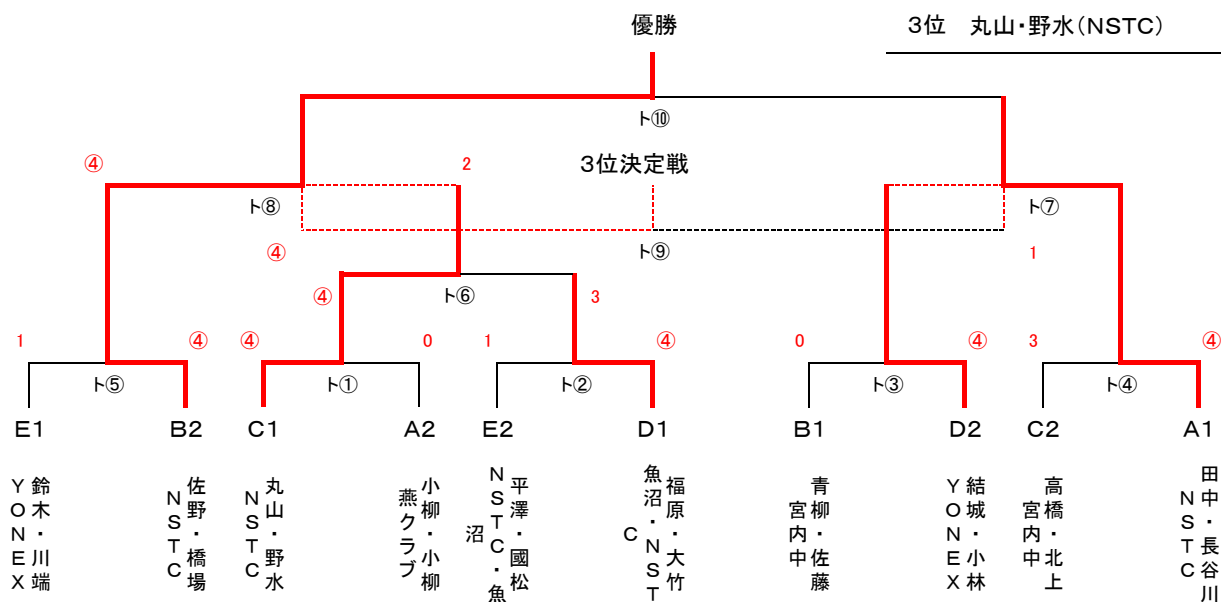 優勝
3位　丸山・野水(NSTC)
ト⑩
④
2
3位決定戦
ト⑧
ト⑦
④
ト⑨
1
④
ト⑥
3
1
④
④
0
1
④
0
④
3
④
ト⑤
ト①
ト②
ト③
ト④
E1
B2
C1
A2
E2
D1
B1
D2
C2
A1
鈴木・川端
YONEX
佐野・橋場
NSTC
丸山・野水
NSTC
小柳・小柳
燕クラブ
平澤・國松
NSTC・魚
沼
福原・大竹
魚沼・NST
C
青柳・佐藤
宮内中
結城・小林
YONEX
高橋・北上
宮内中
田中・長谷川
NSTC